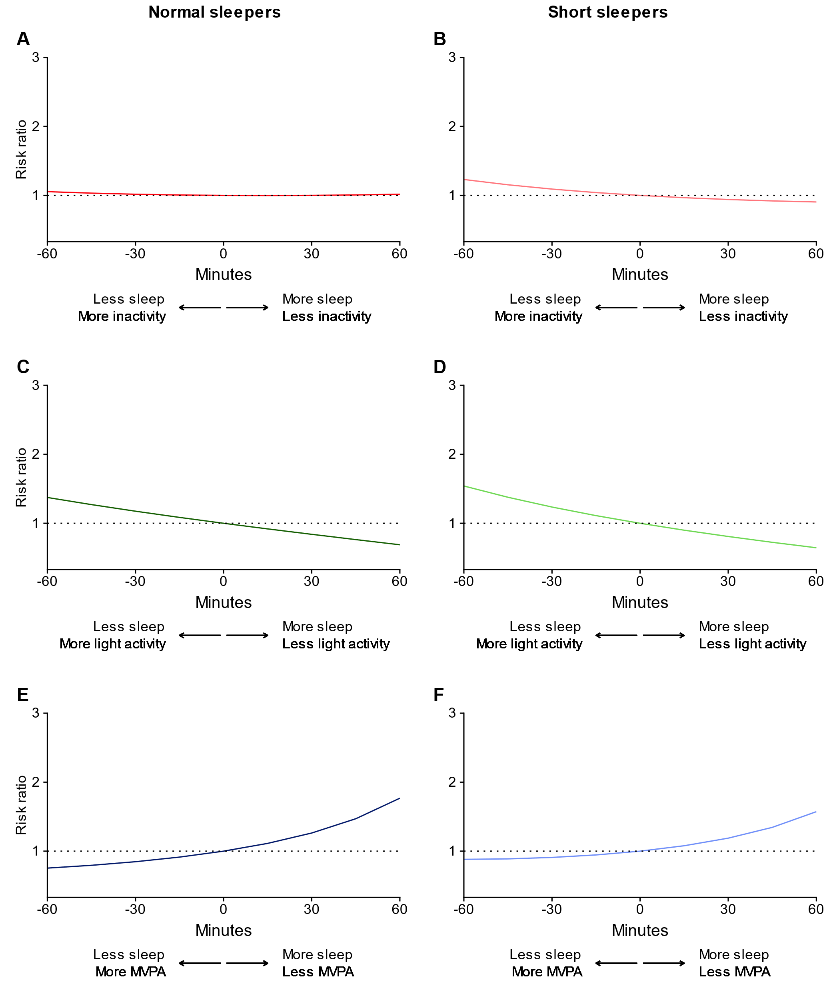 Normal sleepers
Short sleepers
A
3
2
1
Risk ratio
-60 -30 0 30 60
Minutes
Less sleep More sleep
More inactivity Less inactivity
B
3
2
1
-60 -30 0 30 60
Minutes
Less sleep More sleep
More inactivity Less inactivity
C
3
2
1
Risk ratio
-60 -30 0 30 60
Minutes
Less sleep More sleep
More light activity Less light activity
D
3
2
1
-60 -30 0 30 60
Minutes
Less sleep More sleep
More light activity Less light activity
E
3
2
1
Risk ratio
-60 -30 0 30 60
Minutes
Less sleep More sleep
More MVPA Less MVPA
F
3
2
1
-60 -30 0 30 60
Minutes
Less sleep More sleep
More MVPA Less MVPA